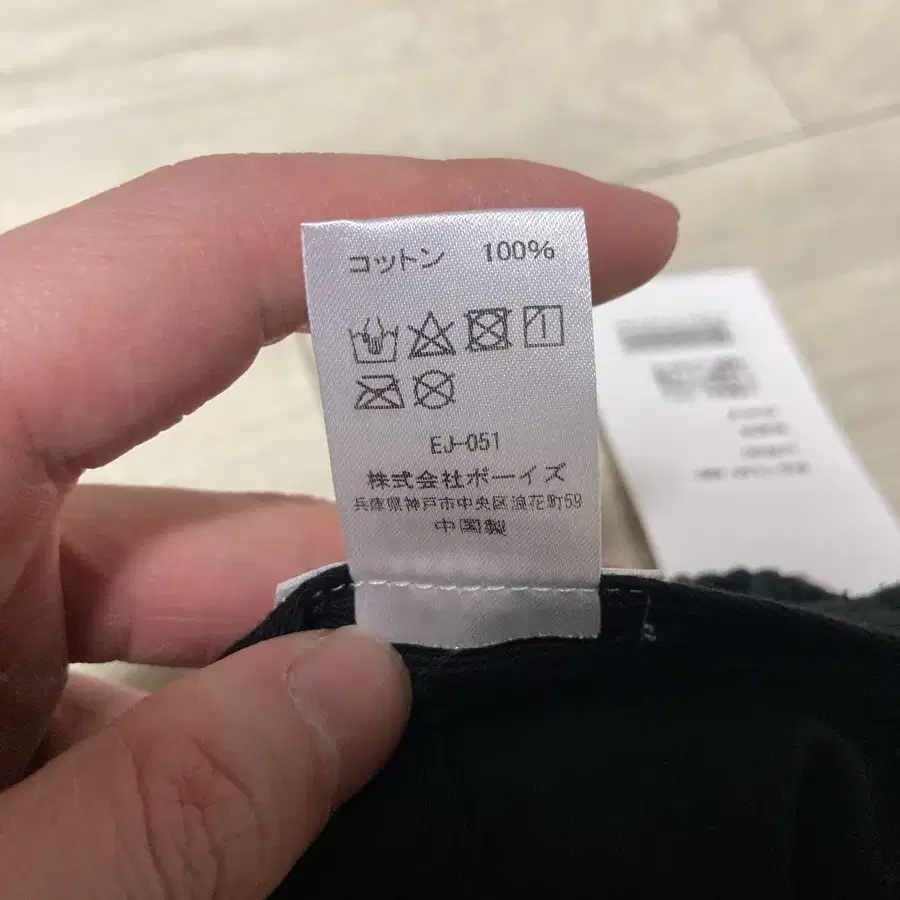 コットン 100%
EJ-051
株式会社ボーイズ
兵庫県神戸市中央区浪花町59
中国製